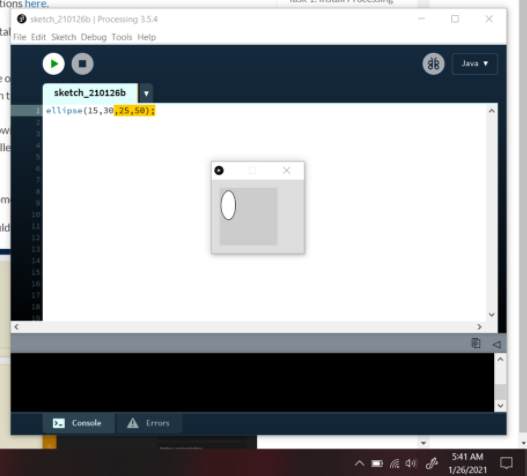 tions here.
Task 1: Install Processing
sketch_210126b | Processing 3.5.4
File Edit Sketch Debug Tools Help
Java
sketch_210126b
1 ellipse(15,30,25,50);
2
3
4
5
6
7
8
9
10
11
12
13
14
15
16
17
18
19
Console
Errors
5:41 AM
1/26/2021